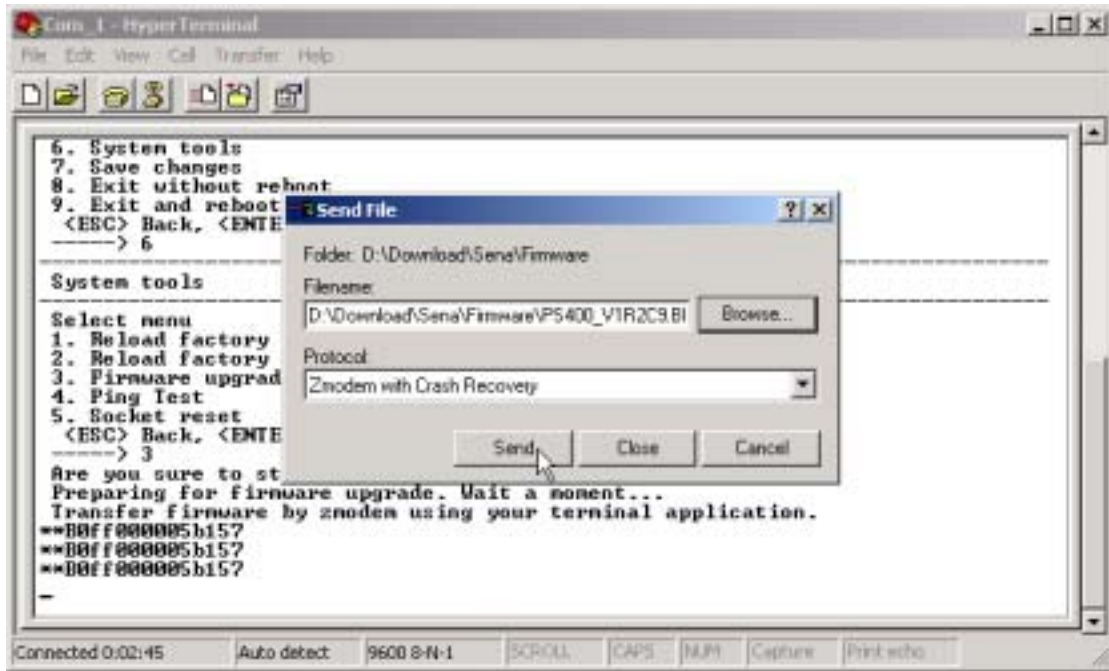 Com_1 - HyperTerminal
File Edit View Call Transfer Help
6. System tools
7. Save changes
8. Exit without reboot
9. Exit and reboot
<ESC> Back, <ENTE
-----> 6
System tools
Select menu
1. Reload factory
2. Reload factory
3. Firmware upgrad
4. Ping Test
5. Socket reset
<ESC> Back, <ENTE
-----> 3
Are you sure to st
Preparing for firmware upgrade. Wait a moment...
Transfer firmware by zmodem using your terminal application.
**B0ff000005b157
**B0ff000005b157
**B0ff000005b157
Send File
Folder: D:\Download\Sena\Firmware
Filename:
D:\Download\Sena\Firmware\PS400_V1R2C9.BI
Browse...
Protocol:
Zmodem with Crash Recovery
Send
Close
Cancel
Connected 0:02:45
Auto detect
9600 8-N-1
SCROLL
CAPS
NUM
Capture
Print echo